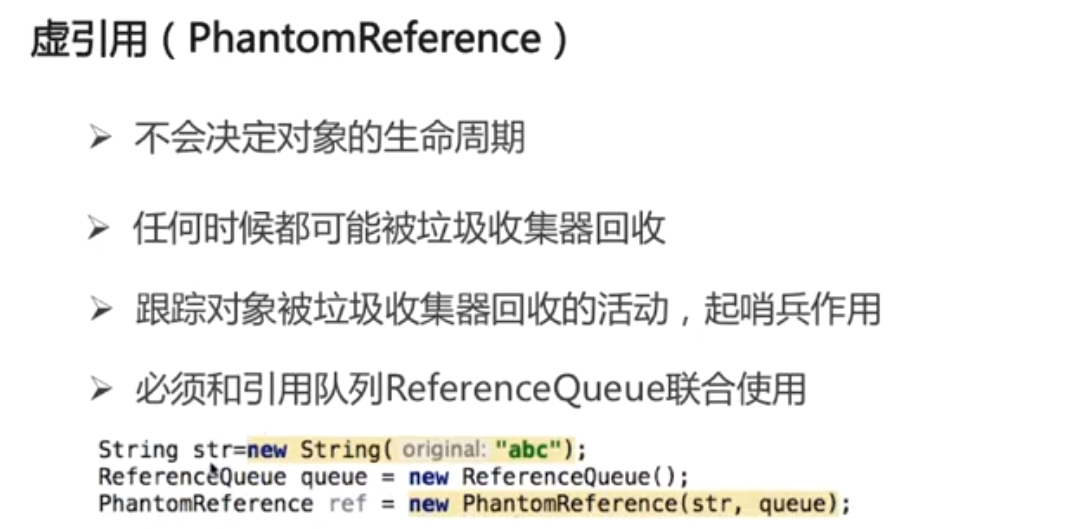 虚引用（PhantomReference）
➢ 不会决定对象的生命周期
➢ 任何时候都可能被垃圾收集器回收
➢ 跟踪对象被垃圾收集器回收的活动，起哨兵作用
➢ 必须和引用队列ReferenceQueue联合使用
String str=new String( original: "abc");
ReferenceQueue queue = new ReferenceQueue();
PhantomReference ref = new PhantomReference(str, queue);